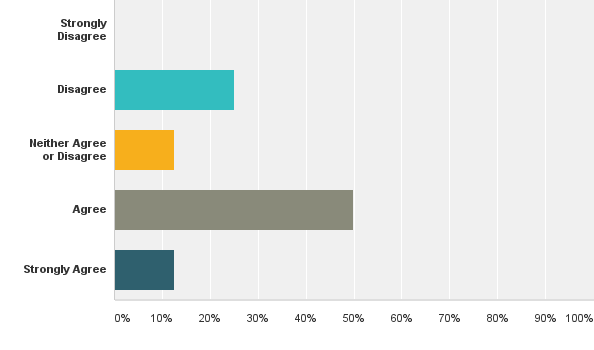 Strongly
Disagree
Disagree
Neither Agree
or Disagree
Agree
Strongly Agree
0% 10% 20% 30% 40% 50% 60% 70% 80% 90% 100%